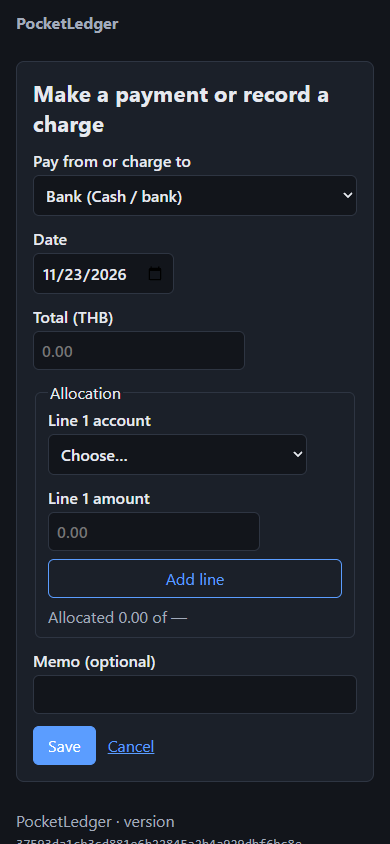 PocketLedger
Make a payment or record a
charge
Pay from or charge to
Bank (Cash / bank)
Date
11/23/2026
Total (THB)
0.00
Allocation
Line 1 account
Choose...
Line 1 amount
0.00
Add line
Allocated 0.00 of —
Memo (optional)
Save Cancel
PocketLedger · version